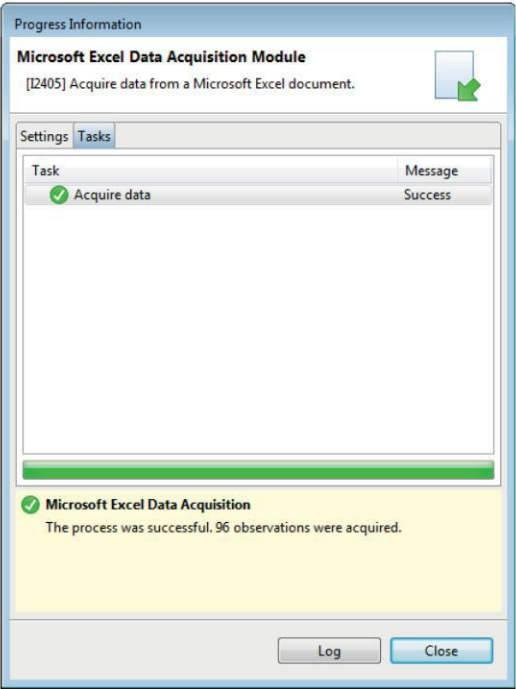 Progress Information
Microsoft Excel Data Acquisition Module
[I2405] Acquire data from a Microsoft Excel document.
Settings Tasks
Task Message
Acquire data Success
Microsoft Excel Data Acquisition
The process was successful. 96 observations were acquired.
Log Close